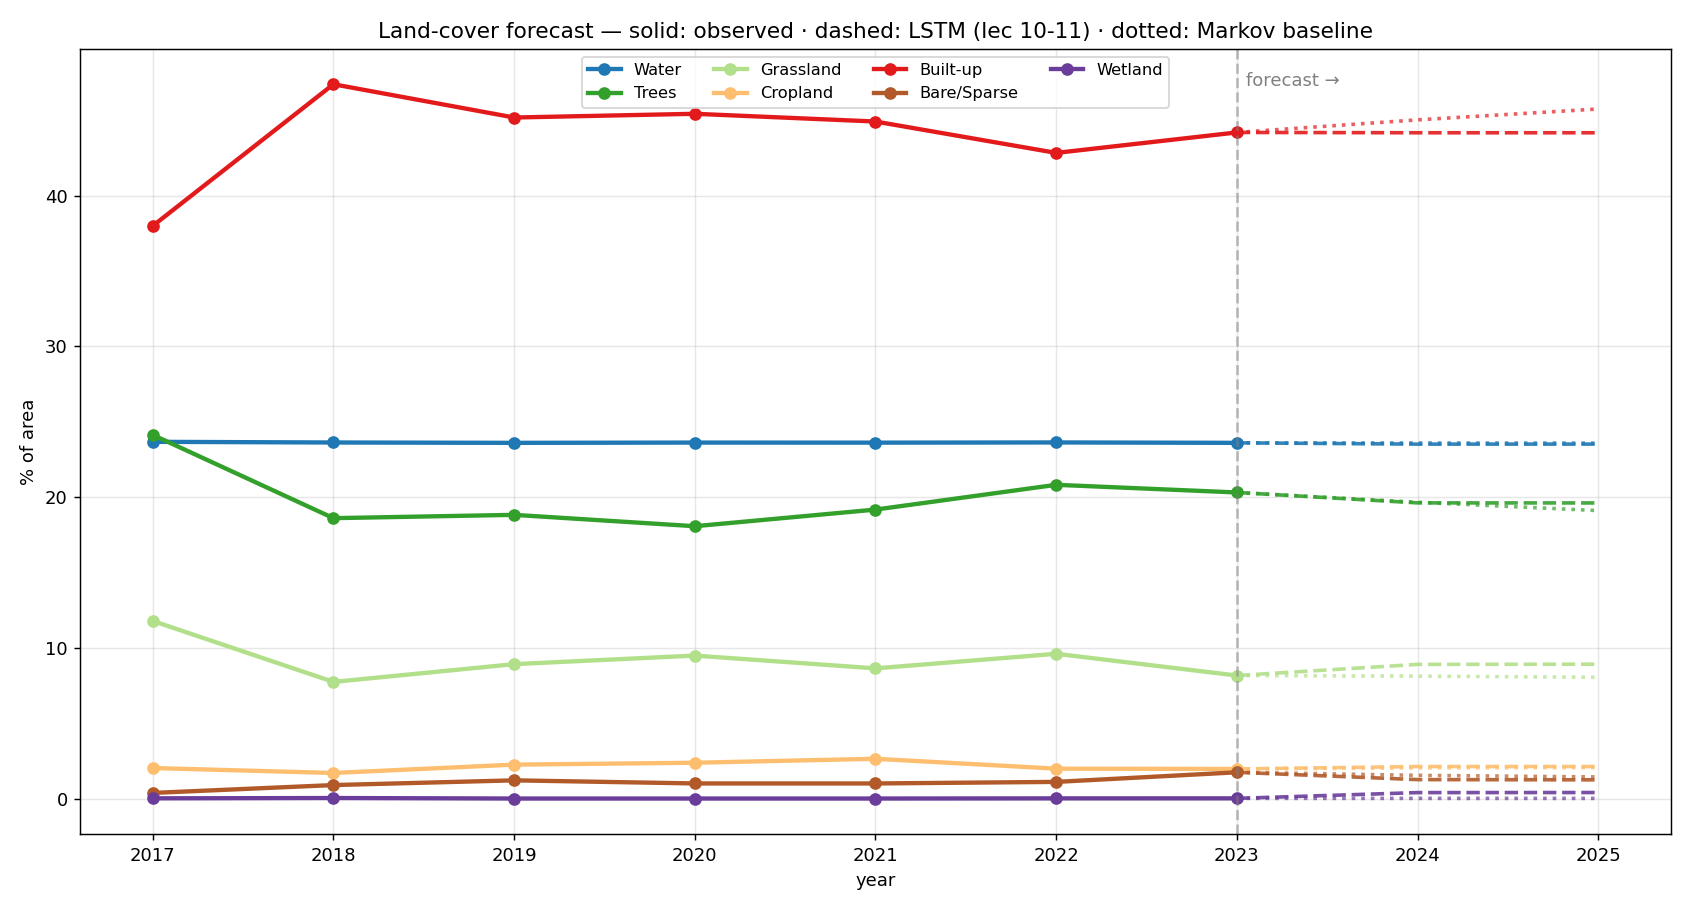 Land-cover forecast — solid: observed · dashed: LSTM (lec 10-11) · dotted: Markov baseline
Water Grassland Built-up Wetland
Trees Cropland Bare/Sparse
forecast →
% of area
40
30
20
10
0
2017 2018 2019 2020 2021 2022 2023 2024 2025
year